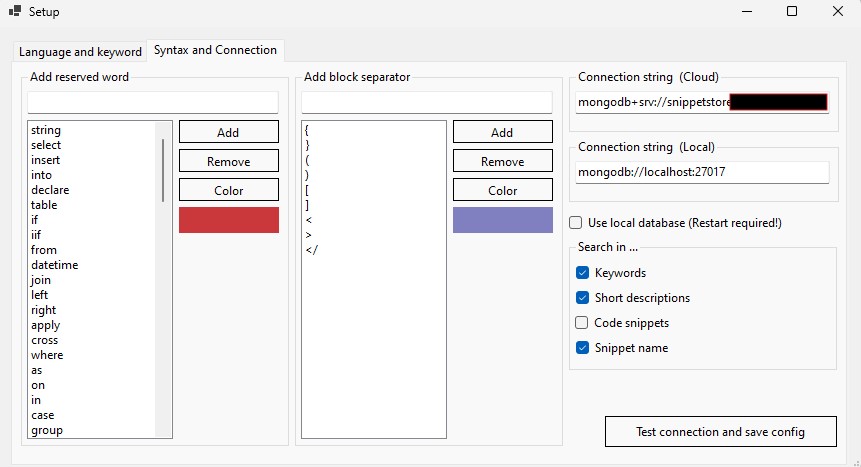 Setup
Language and keyword
Syntax and Connection
Add reserved word
string
select
insert
into
declare
table
if
iif
from
datetime
join
left
right
apply
cross
where
as
on
in
case
group
Add
Remove
Color
Add block separator
{
}
(
)
[
]
<
>
</
Add
Remove
Color
Connection string (Cloud)
mongodb+srv://snippetstore
Connection string (Local)
mongodb://localhost:27017
Use local database (Restart required!)
Search in ...
Keywords
Short descriptions
Code snippets
Snippet name
Test connection and save config